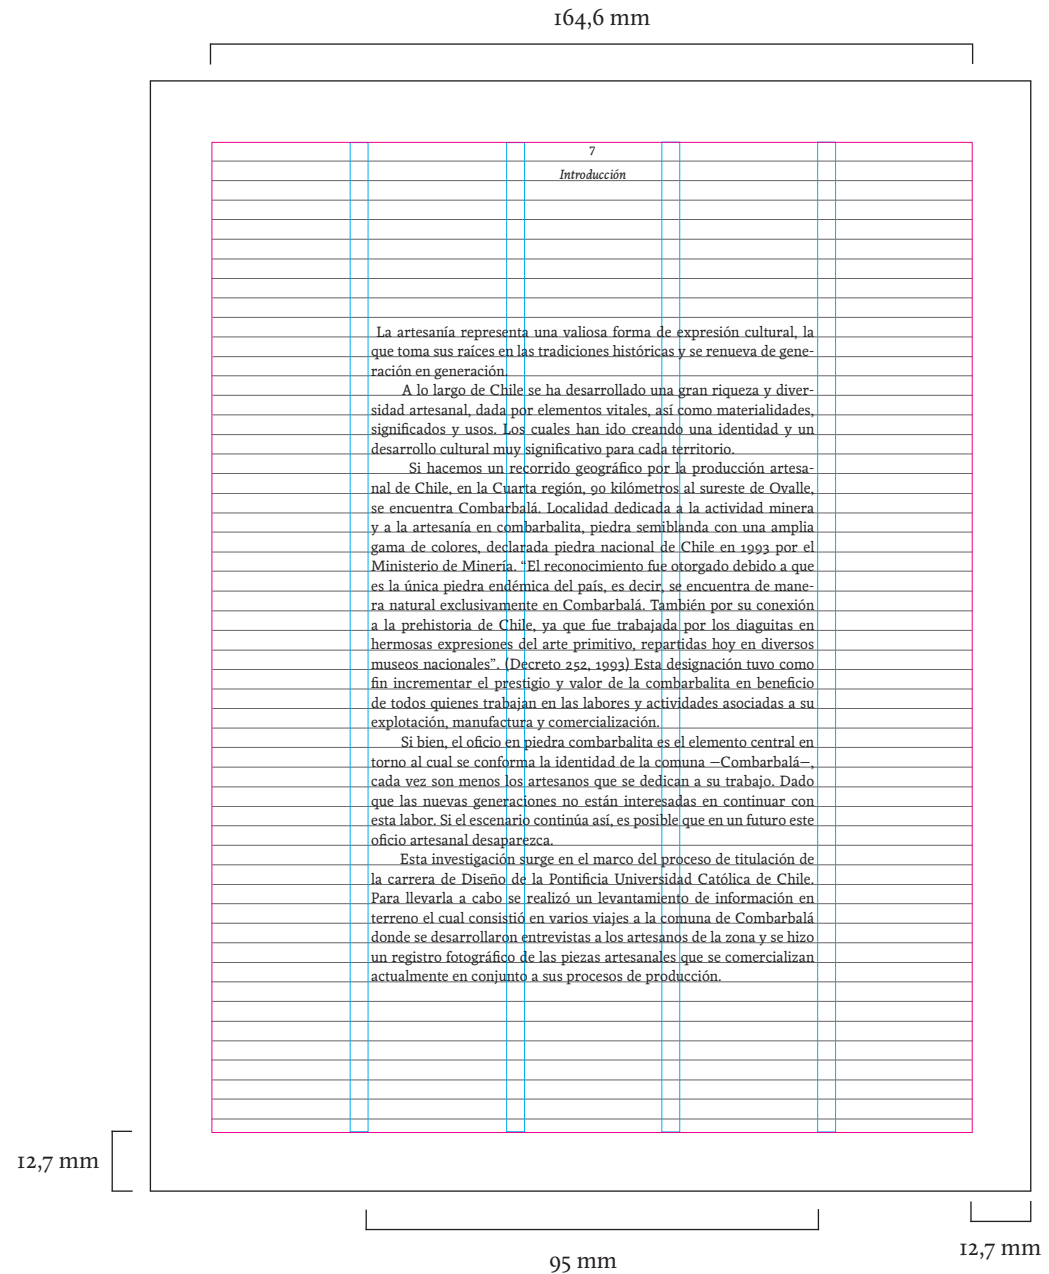 164,6 mm
7
Introducción
La artesanía representa una valiosa forma de expresión cultural, la
que toma sus raíces en las tradiciones históricas y se renueva de gene-
ración en generación.
A lo largo de Chile se ha desarrollado una gran riqueza y diver-
sidad artesanal, dada por elementos vitales, así como materialidades,
significados y usos. Los cuales han ido creando una identidad y un
desarrollo cultural muy significativo para cada territorio.
Si hacemos un recorrido geográfico por la producción artesa-
nal de Chile, en la Cuarta región, 90 kilómetros al sureste de Ovalle,
se encuentra Combarbalá. Localidad dedicada a la actividad minera
y a la artesanía en combarbalita, piedra semiblanda con una amplia
gama de colores, declarada piedra nacional de Chile en 1993 por el
Ministerio de Minería. “El reconocimiento fue otorgado debido a que
es la única piedra endémica del país, es decir, se encuentra de mane-
ra natural exclusivamente en Combarbalá. También por su conexión
a la prehistoria de Chile, ya que fue trabajada por los diaguitas en
hermosas expresiones del arte primitivo, repartidas hoy en diversos
museos nacionales”. (Decreto 252, 1993) Esta designación tuvo como
fin incrementar el prestigio y valor de la combarbalita en beneficio
de todos quienes trabajan en las labores y actividades asociadas a su
explotación, manufactura y comercialización.
Si bien, el oficio en piedra combarbalita es el elemento central en
torno al cual se conforma la identidad de la comuna —Combarbalá—,
cada vez son menos los artesanos que se dedican a su trabajo. Dado
que las nuevas generaciones no están interesadas en continuar con
esta labor. Si el escenario continúa así, es posible que en un futuro este
oficio artesanal desaparezca.
Esta investigación surge en el marco del proceso de titulación de
la carrera de Diseño de la Pontificia Universidad Católica de Chile.
Para llevarla a cabo se realizó un levantamiento de información en
terreno el cual consistió en varios viajes a la comuna de Combarbalá
donde se desarrollaron entrevistas a los artesanos de la zona y se hizo
un registro fotográfico de las piezas artesanales que se comercializan
actualmente en conjunto a sus procesos de producción.
12,7 mm
95 mm
12,7 mm